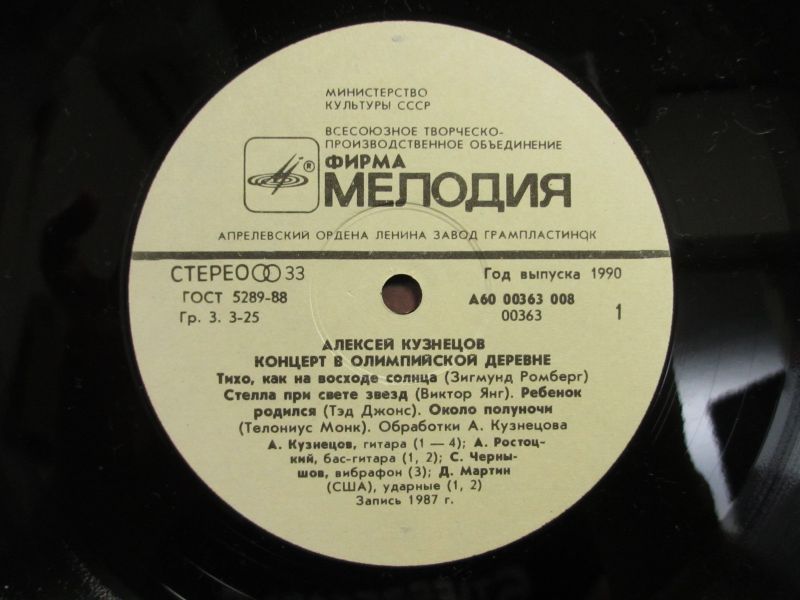 МИНИСТЕРСТВО
КУЛЬТУРЫ СССР
ВСЕСОЮЗНОЕ ТВОРЧЕСКО-
ПРОИЗВОДСТВЕННОЕ ОБЪЕДИНЕНИЕ
® ФИРМА
МЕЛОДИЯ
АПРЕЛЕВСКИЙ ОРДЕНА ЛЕНИНА ЗАВОД ГРАМПЛАСТИНОК
СТЕРЕО 33 Год выпуска 1990
ГОСТ 5289-88 А60 00363 008
Гр. 3. 3-25 00363 1
АЛЕКСЕЙ КУЗНЕЦОВ
КОНЦЕРТ В ОЛИМПИЙСКОЙ ДЕРЕВНЕ
Тихо, как на восходе солнца (Зигмунд Ромберг)
Стелла при свете звезд (Виктор Янг). Ребенок
родился (Тэд Джонс). Около полуночи
(Телониус Монк). Обработки А. Кузнецова
А. Кузнецов, гитара (1 — 4); А. Ростоц-
кий, бас-гитара (1, 2); С. Черны-
шов, вибрафон (3); Д. Мартин
(США), ударные (1, 2)
Запись 1987 г.